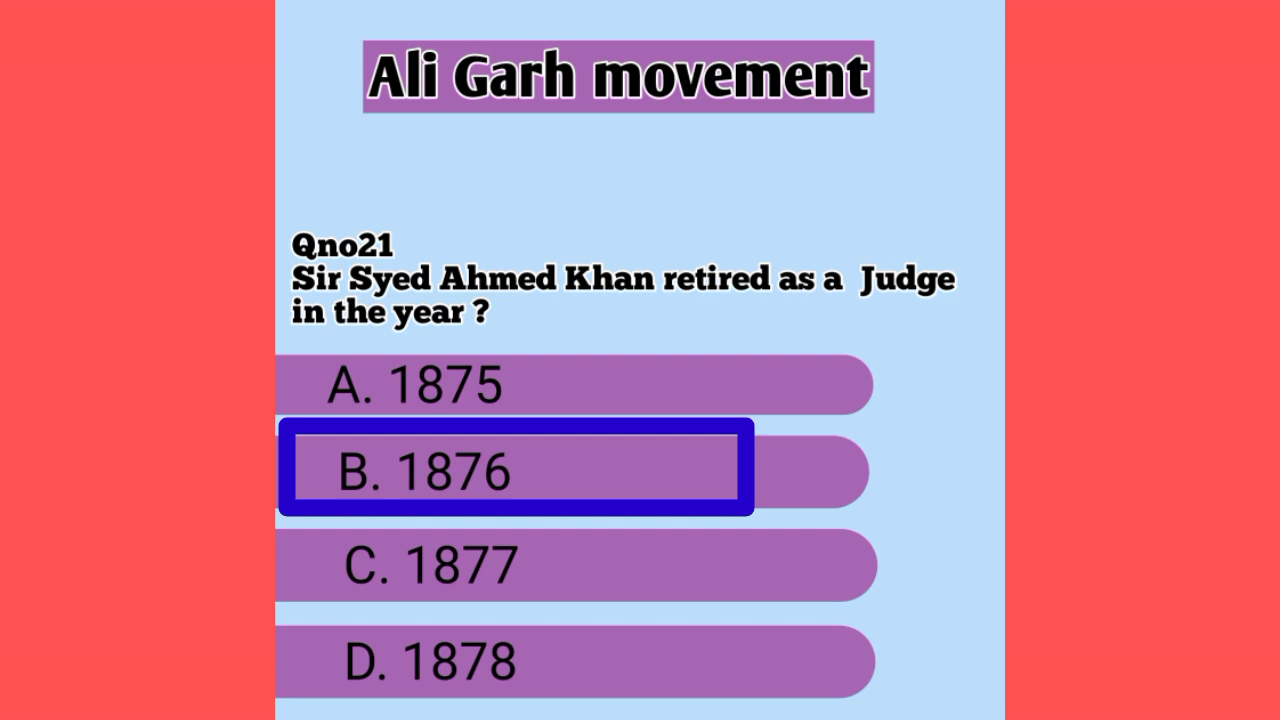 Ali Garh movement
Qno21
Sir Syed Ahmed Khan retired as a Judge
in the year ?
A. 1875
B. 1876
C. 1877
D. 1878